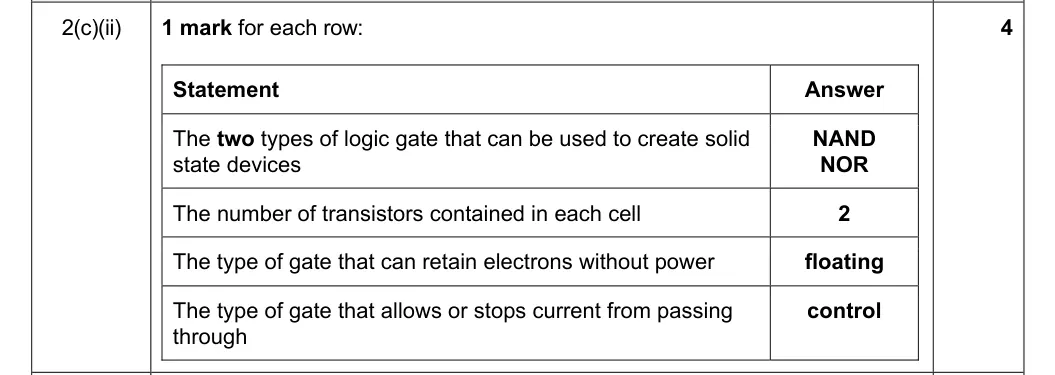 2(c)(ii)
1 mark for each row:
4
Statement
Answer
The two types of logic gate that can be used to create solid
state devices
NAND
NOR
The number of transistors contained in each cell
2
The type of gate that can retain electrons without power
floating
The type of gate that allows or stops current from passing
through
control